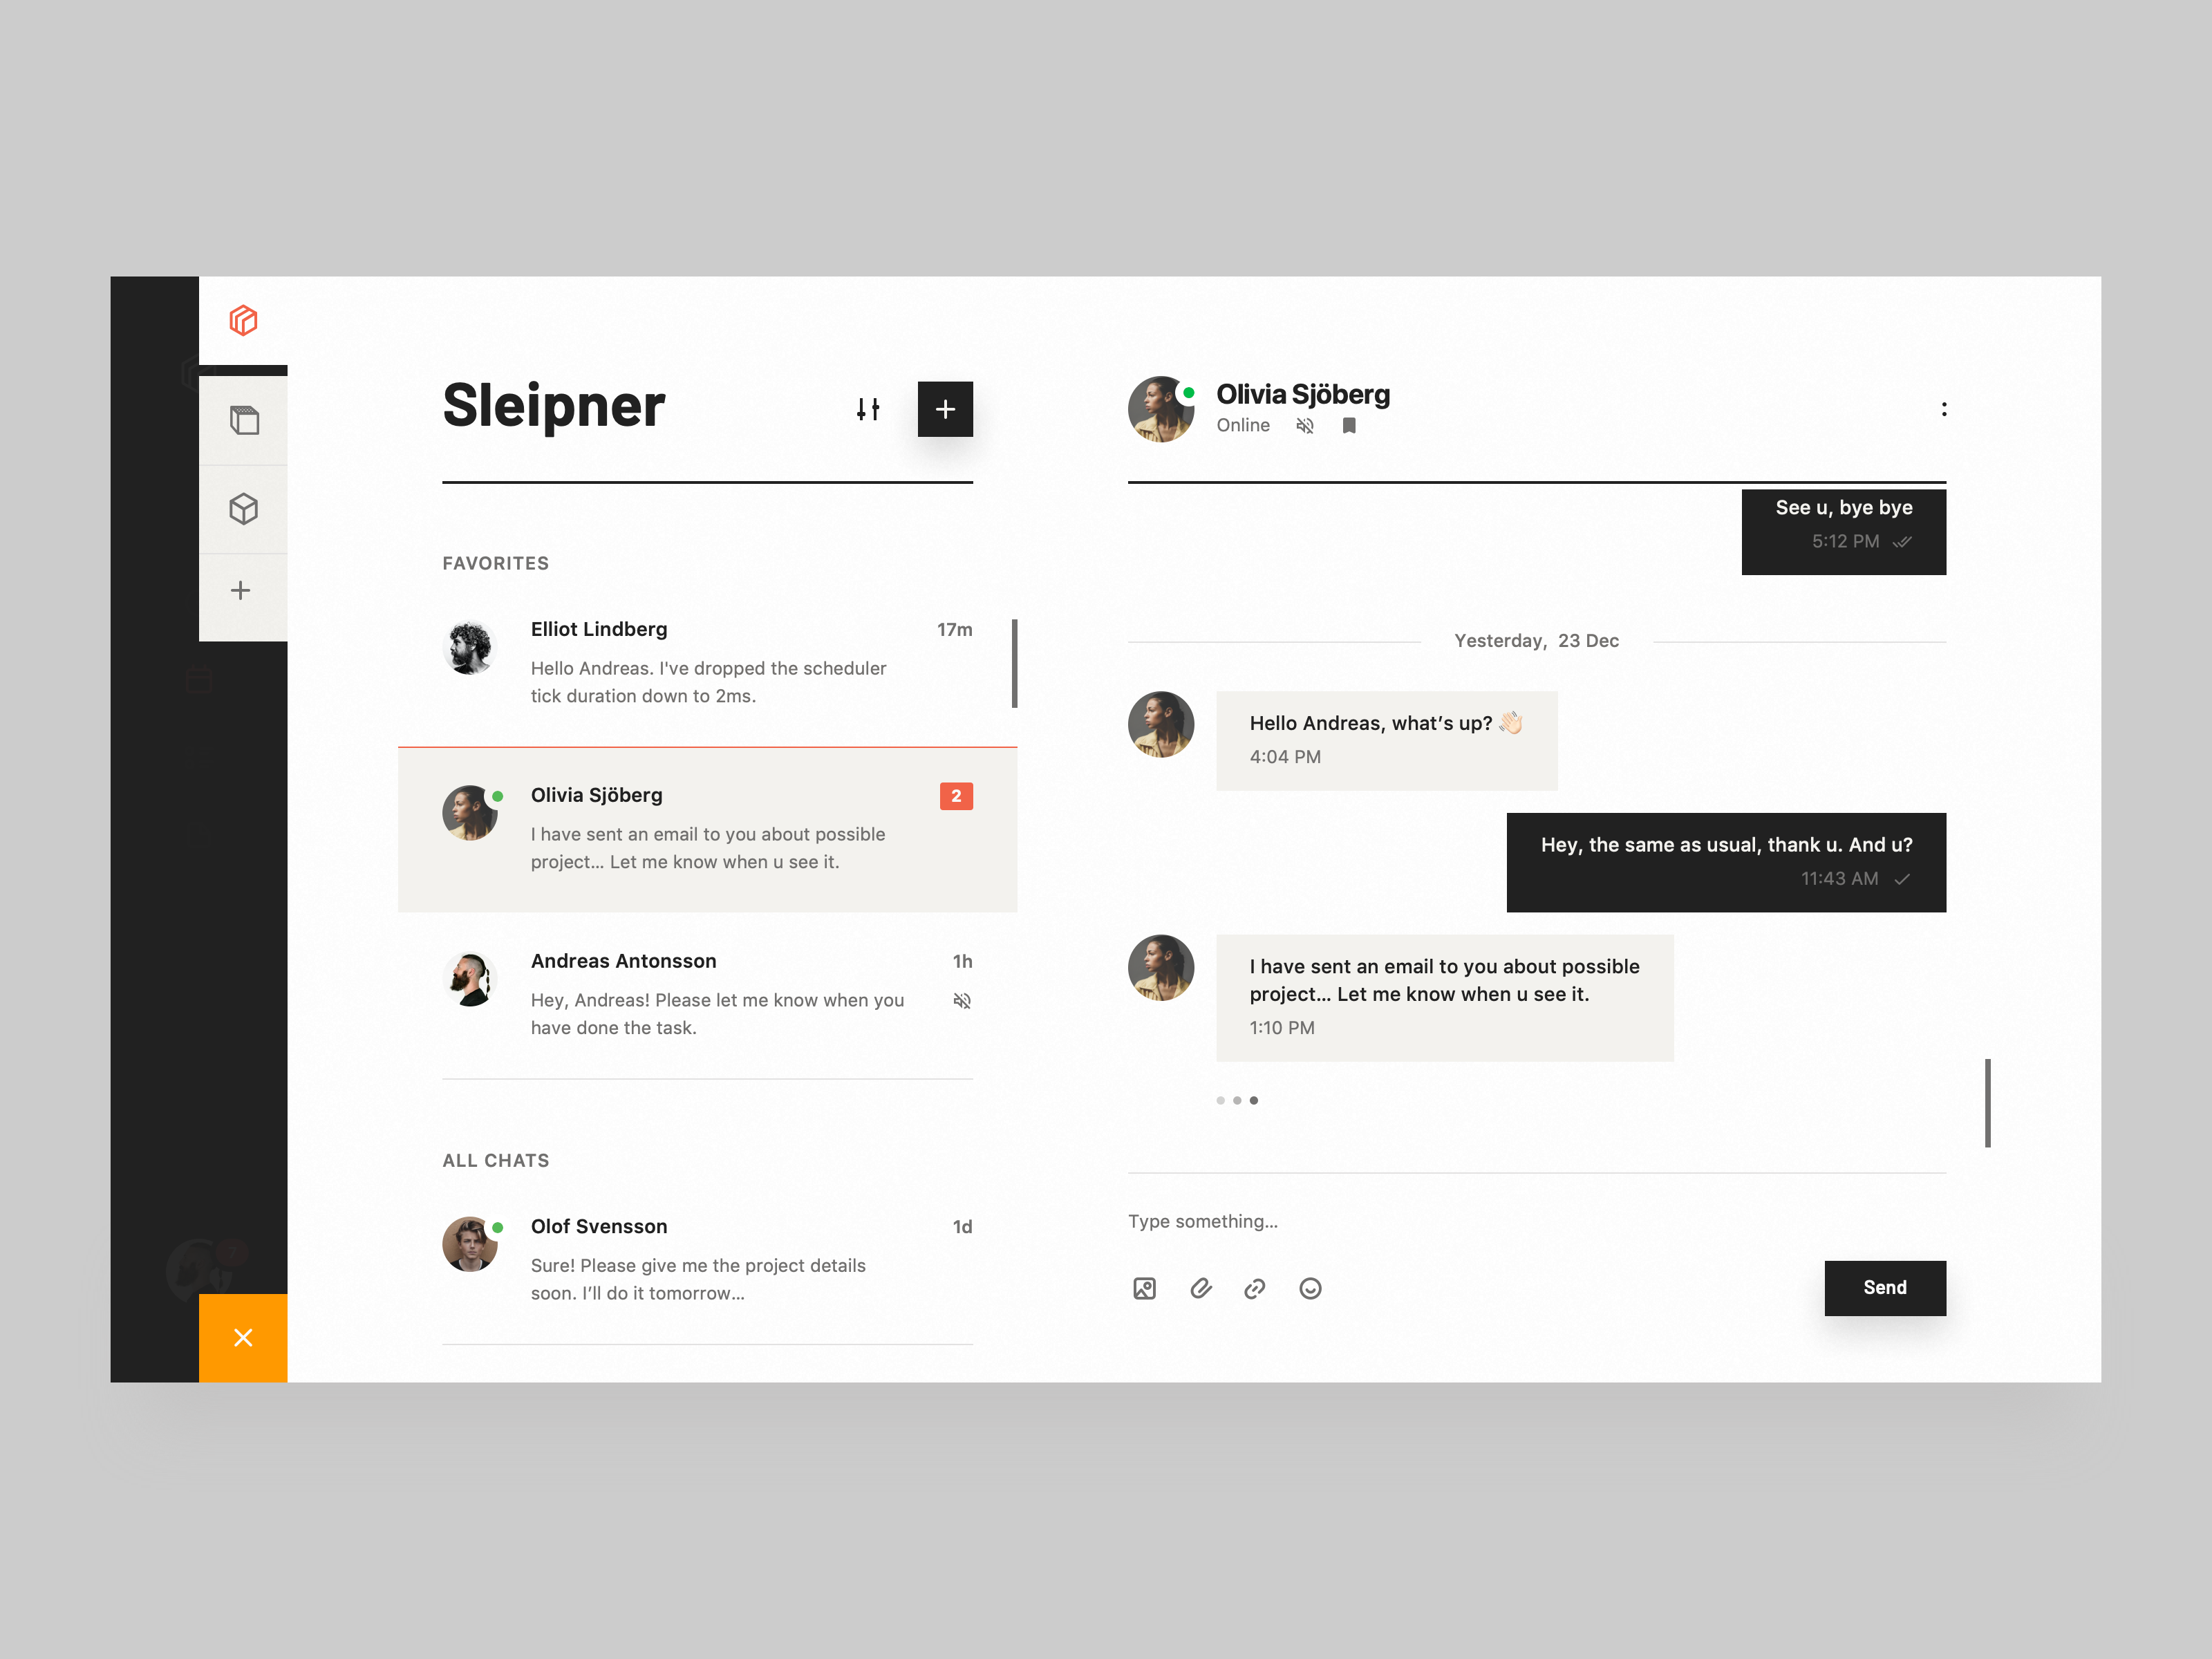 Sleipner
FAVORITES
Elliot Lindberg
17m
Hello Andreas. I've dropped the scheduler
tick duration down to 2ms.
Olivia Sjöberg
2
I have sent an email to you about possible
project... Let me know when u see it.
Andreas Antonsson
1h
Hey, Andreas! Please let me know when you
have done the task.
ALL CHATS
Olof Svensson
1d
Sure! Please give me the project details
soon. I’ll do it tomorrow...
Olivia Sjöberg
Online
See u, bye bye
5:12 PM
Yesterday, 23 Dec
Hello Andreas, what’s up? 👋🏻
4:04 PM
Hey, the same as usual, thank u. And u?
11:43 AM
I have sent an email to you about possible
project... Let me know when u see it.
1:10 PM
Type something...
Send